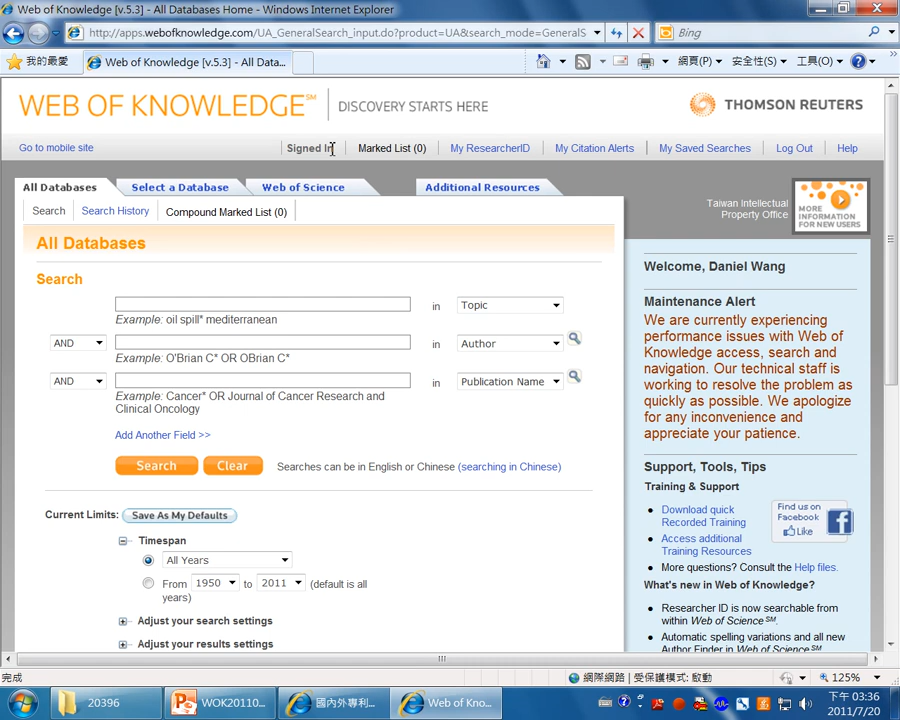 Web of Knowledge [v.5.3] - All Databases Home - Windows Internet Explorer
http://apps.webofknowledge.com/UA_GeneralSearch_input.do?product=UA&search_mode=GeneralS
Bing
我的最愛
Web of Knowledge [v.5.3] - All Data...
網頁(P)
安全性(S)
工具(O)
WEB OF KNOWLEDGE℠
DISCOVERY STARTS HERE
THOMSON REUTERS
Go to mobile site
Signed In
Marked List (0)
My ResearcherID
My Citation Alerts
My Saved Searches
Log Out
Help
All Databases
Select a Database
Web of Science
Additional Resources
Search
Search History
Compound Marked List (0)
Taiwan Intellectual
Property Office
MORE
INFORMATION
FOR NEW USERS
All Databases
Search
in
Topic
Example: oil spill* mediterranean
AND
in
Author
Example: O'Brian C* OR OBrian C*
AND
in
Publication Name
Example: Cancer* OR Journal of Cancer Research and
Clinical Oncology
Add Another Field >>
Search
Clear
Searches can be in English or Chinese (searching in Chinese)
Current Limits:
Save As My Defaults
Timespan
All Years
From 1950 to 2011 (default is all
years)
Adjust your search settings
Adjust your results settings
Welcome, Daniel Wang
Maintenance Alert
We are currently experiencing
performance issues with Web of
Knowledge access, search and
navigation. Our technical staff is
working to resolve the problem as
quickly as possible. We apologize
for any inconvenience and
appreciate your patience.
Support, Tools, Tips
Training & Support
Download quick
Recorded Training
Access additional
Training Resources
More questions? Consult the Help files.
Find us on
Facebook
Like
What's new in Web of Knowledge?
Researcher ID is now searchable from
within Web of Science℠.
Automatic spelling variations and all new
Author Finder in Web of Science℠
完成
網際網路 | 受保護模式: 啟動
125%
20396
WOK20110...
國內外專利...
Web of Kno...
下午 03:36
2011/7/20